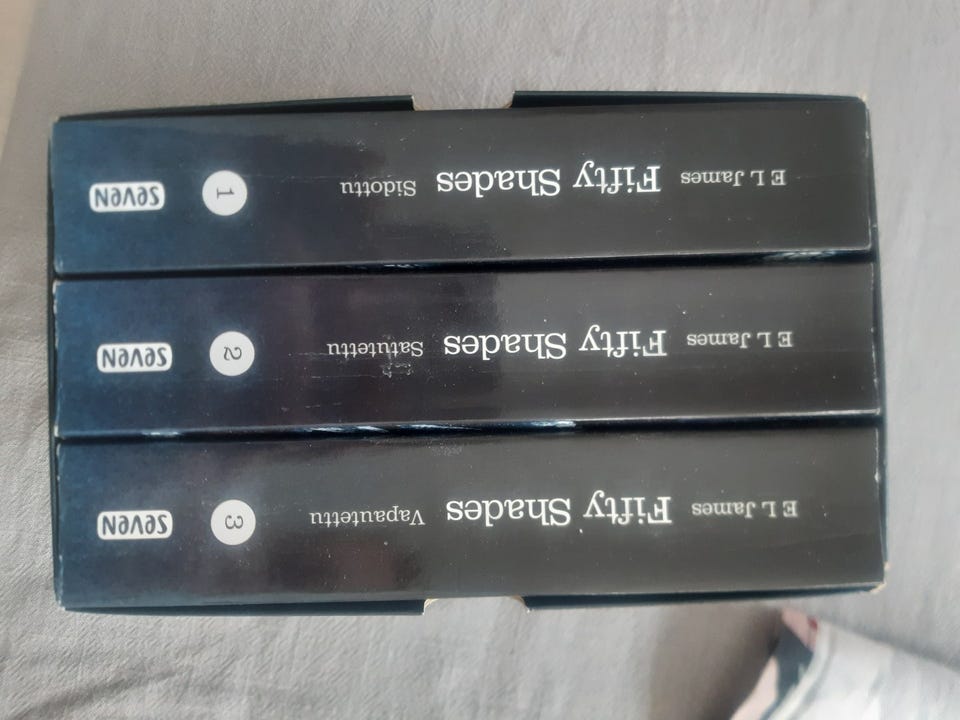 E L James Fifty Shades Sidottu 1 SEVEN
E L James Fifty Shades Satutettu 2 SEVEN
E L James Fifty Shades Vapautettu 3 SEVEN